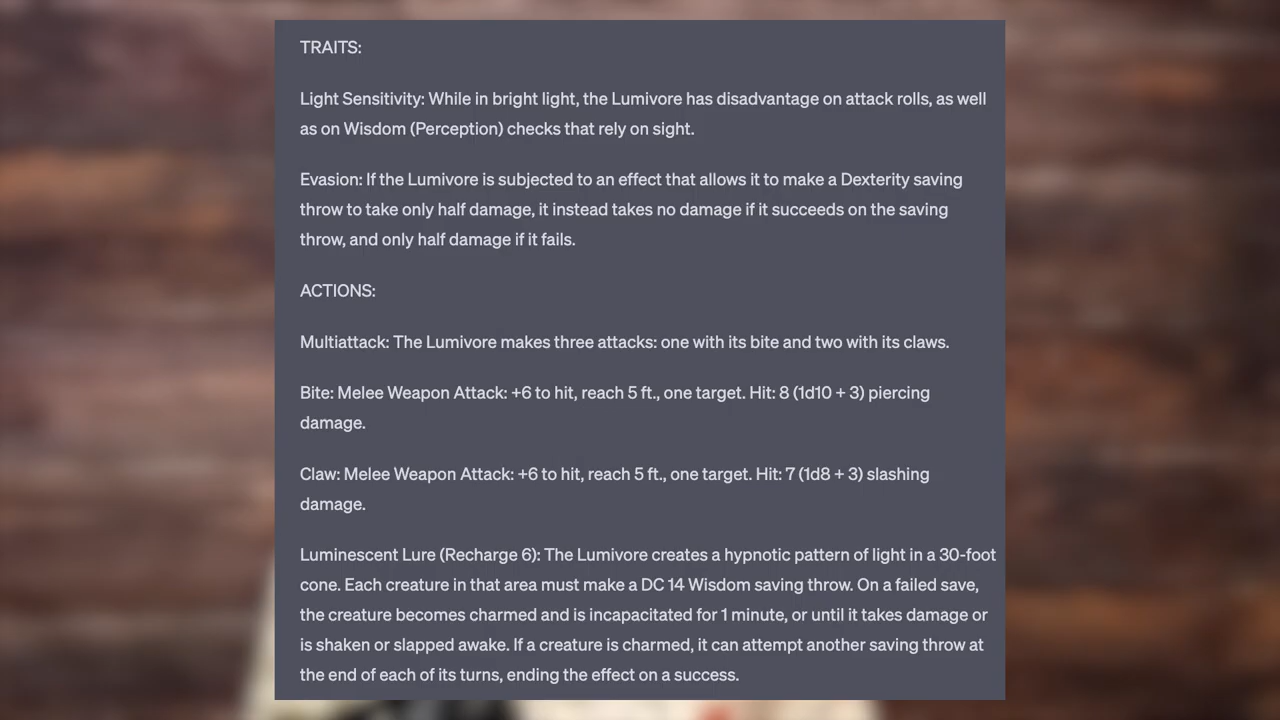 TRAITS:
Light Sensitivity: While in bright light, the Lumivore has disadvantage on attack rolls, as well
as on Wisdom (Perception) checks that rely on sight.
Evasion: If the Lumivore is subjected to an effect that allows it to make a Dexterity saving
throw to take only half damage, it instead takes no damage if it succeeds on the saving
throw, and only half damage if it fails.
ACTIONS:
Multiattack: The Lumivore makes three attacks: one with its bite and two with its claws.
Bite: Melee Weapon Attack: +6 to hit, reach 5 ft., one target. Hit: 8 (1d10 + 3) piercing
damage.
Claw: Melee Weapon Attack: +6 to hit, reach 5 ft., one target. Hit: 7 (1d8 + 3) slashing
damage.
Luminescent Lure (Recharge 6): The Lumivore creates a hypnotic pattern of light in a 30-foot
cone. Each creature in that area must make a DC 14 Wisdom saving throw. On a failed save,
the creature becomes charmed and is incapacitated for 1 minute, or until it takes damage or
is shaken or slapped awake. If a creature is charmed, it can attempt another saving throw at
the end of each of its turns, ending the effect on a success.